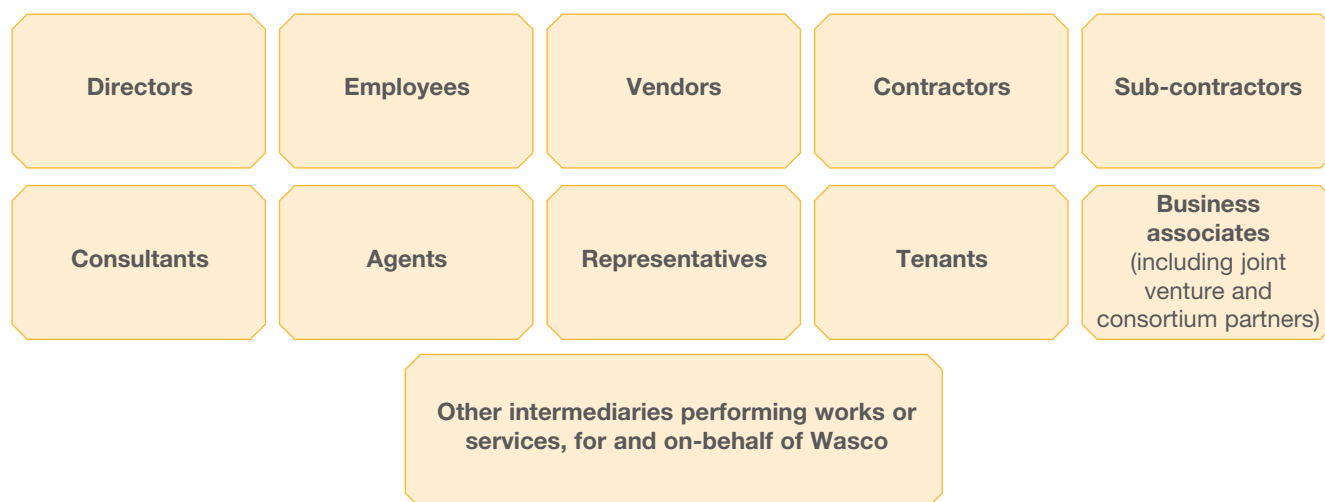 Directors
Employees
Vendors
Contractors
Sub-contractors
Consultants
Agents
Representatives
Tenants
Business
associates
(including joint
venture and
consortium partners)
Other intermediaries performing works or
services, for and on-behalf of Wasco